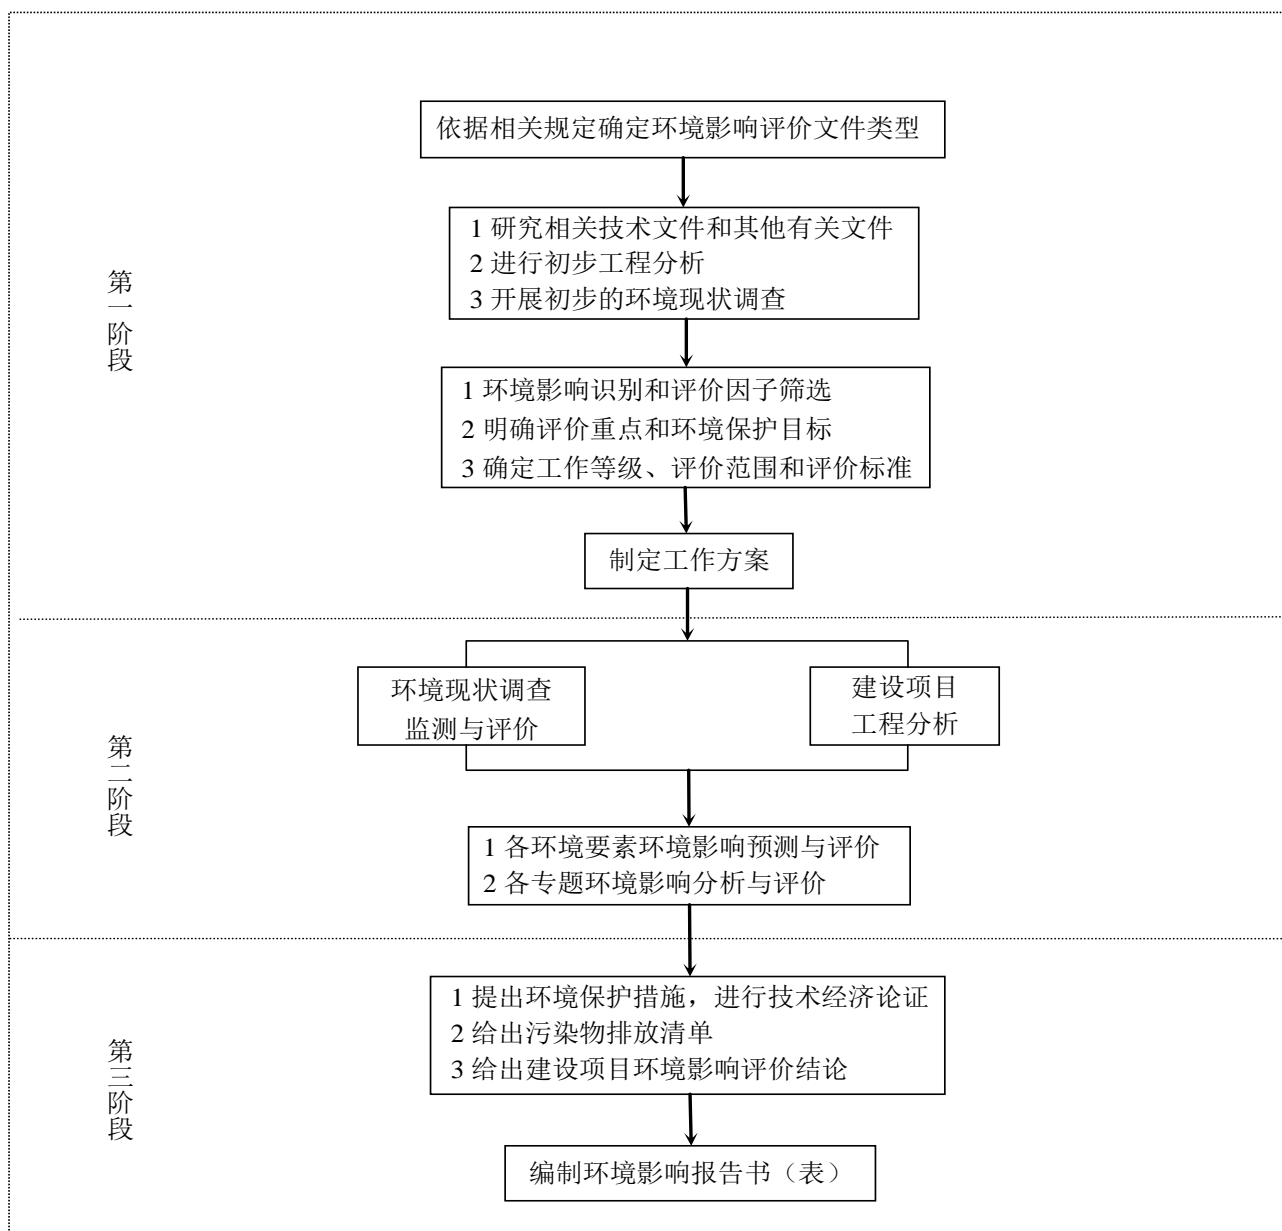 依据相关规定确定环境影响评价文件类型
1 研究相关技术文件和其他有关文件
2 进行初步工程分析
3 开展初步的环境现状调查
第一阶段
1 环境影响识别和评价因子筛选
2 明确评价重点和环境保护目标
3 确定工作等级、评价范围和评价标准
制定工作方案
环境现状调查
监测与评价
建设项目
工程分析
第二阶段
1 各环境要素环境影响预测与评价
2 各专题环境影响分析与评价
1 提出环境保护措施，进行技术经济论证
2 给出污染物排放清单
3 给出建设项目环境影响评价结论
第三阶段
编制环境影响报告书（表）